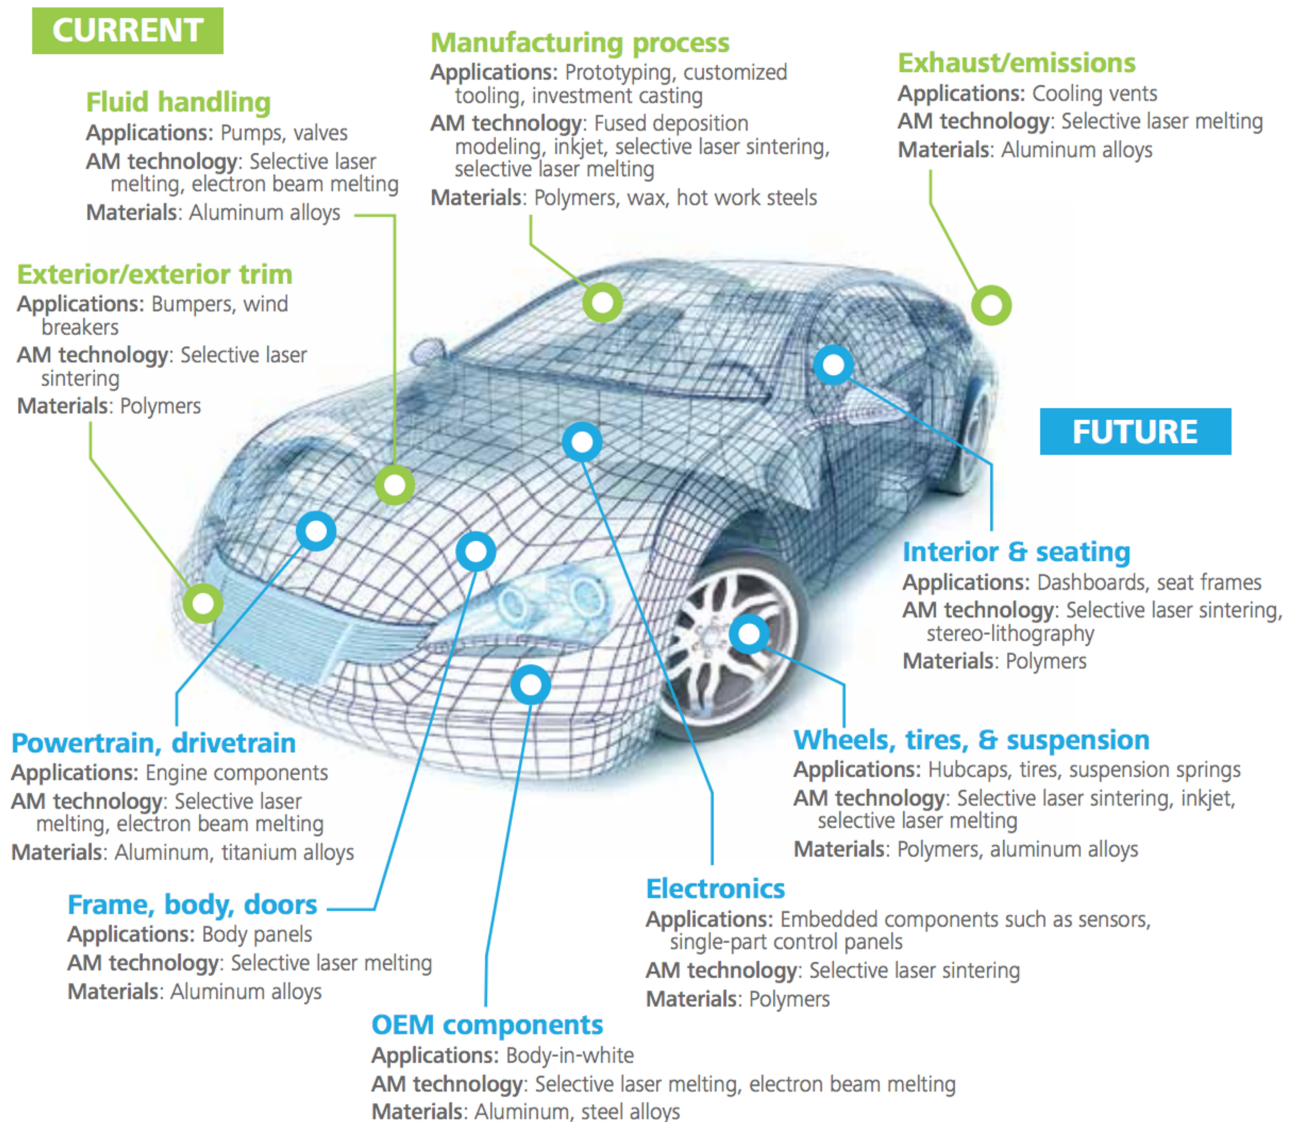 CURRENT
Fluid handling
Applications: Pumps, valves
AM technology: Selective laser
melting, electron beam melting
Materials: Aluminum alloys
Manufacturing process
Applications: Prototyping, customized
tooling, investment casting
AM technology: Fused deposition
modeling, inkjet, selective laser sintering,
selective laser melting
Materials: Polymers, wax, hot work steels
Exhaust/emissions
Applications: Cooling vents
AM technology: Selective laser melting
Materials: Aluminum alloys
Exterior/exterior trim
Applications: Bumpers, wind
breakers
AM technology: Selective laser
sintering
Materials: Polymers
FUTURE
Interior & seating
Applications: Dashboards, seat frames
AM technology: Selective laser sintering,
stereo-lithography
Materials: Polymers
Powertrain, drivetrain
Applications: Engine components
AM technology: Selective laser
melting, electron beam melting
Materials: Aluminum, titanium alloys
Wheels, tires, & suspension
Applications: Hubcaps, tires, suspension springs
AM technology: Selective laser sintering, inkjet,
selective laser melting
Materials: Polymers, aluminum alloys
Frame, body, doors
Applications: Body panels
AM technology: Selective laser melting
Materials: Aluminum alloys
Electronics
Applications: Embedded components such as sensors,
single-part control panels
AM technology: Selective laser sintering
Materials: Polymers
OEM components
Applications: Body-in-white
AM technology: Selective laser melting, electron beam melting
Materials: Aluminum, steel alloys